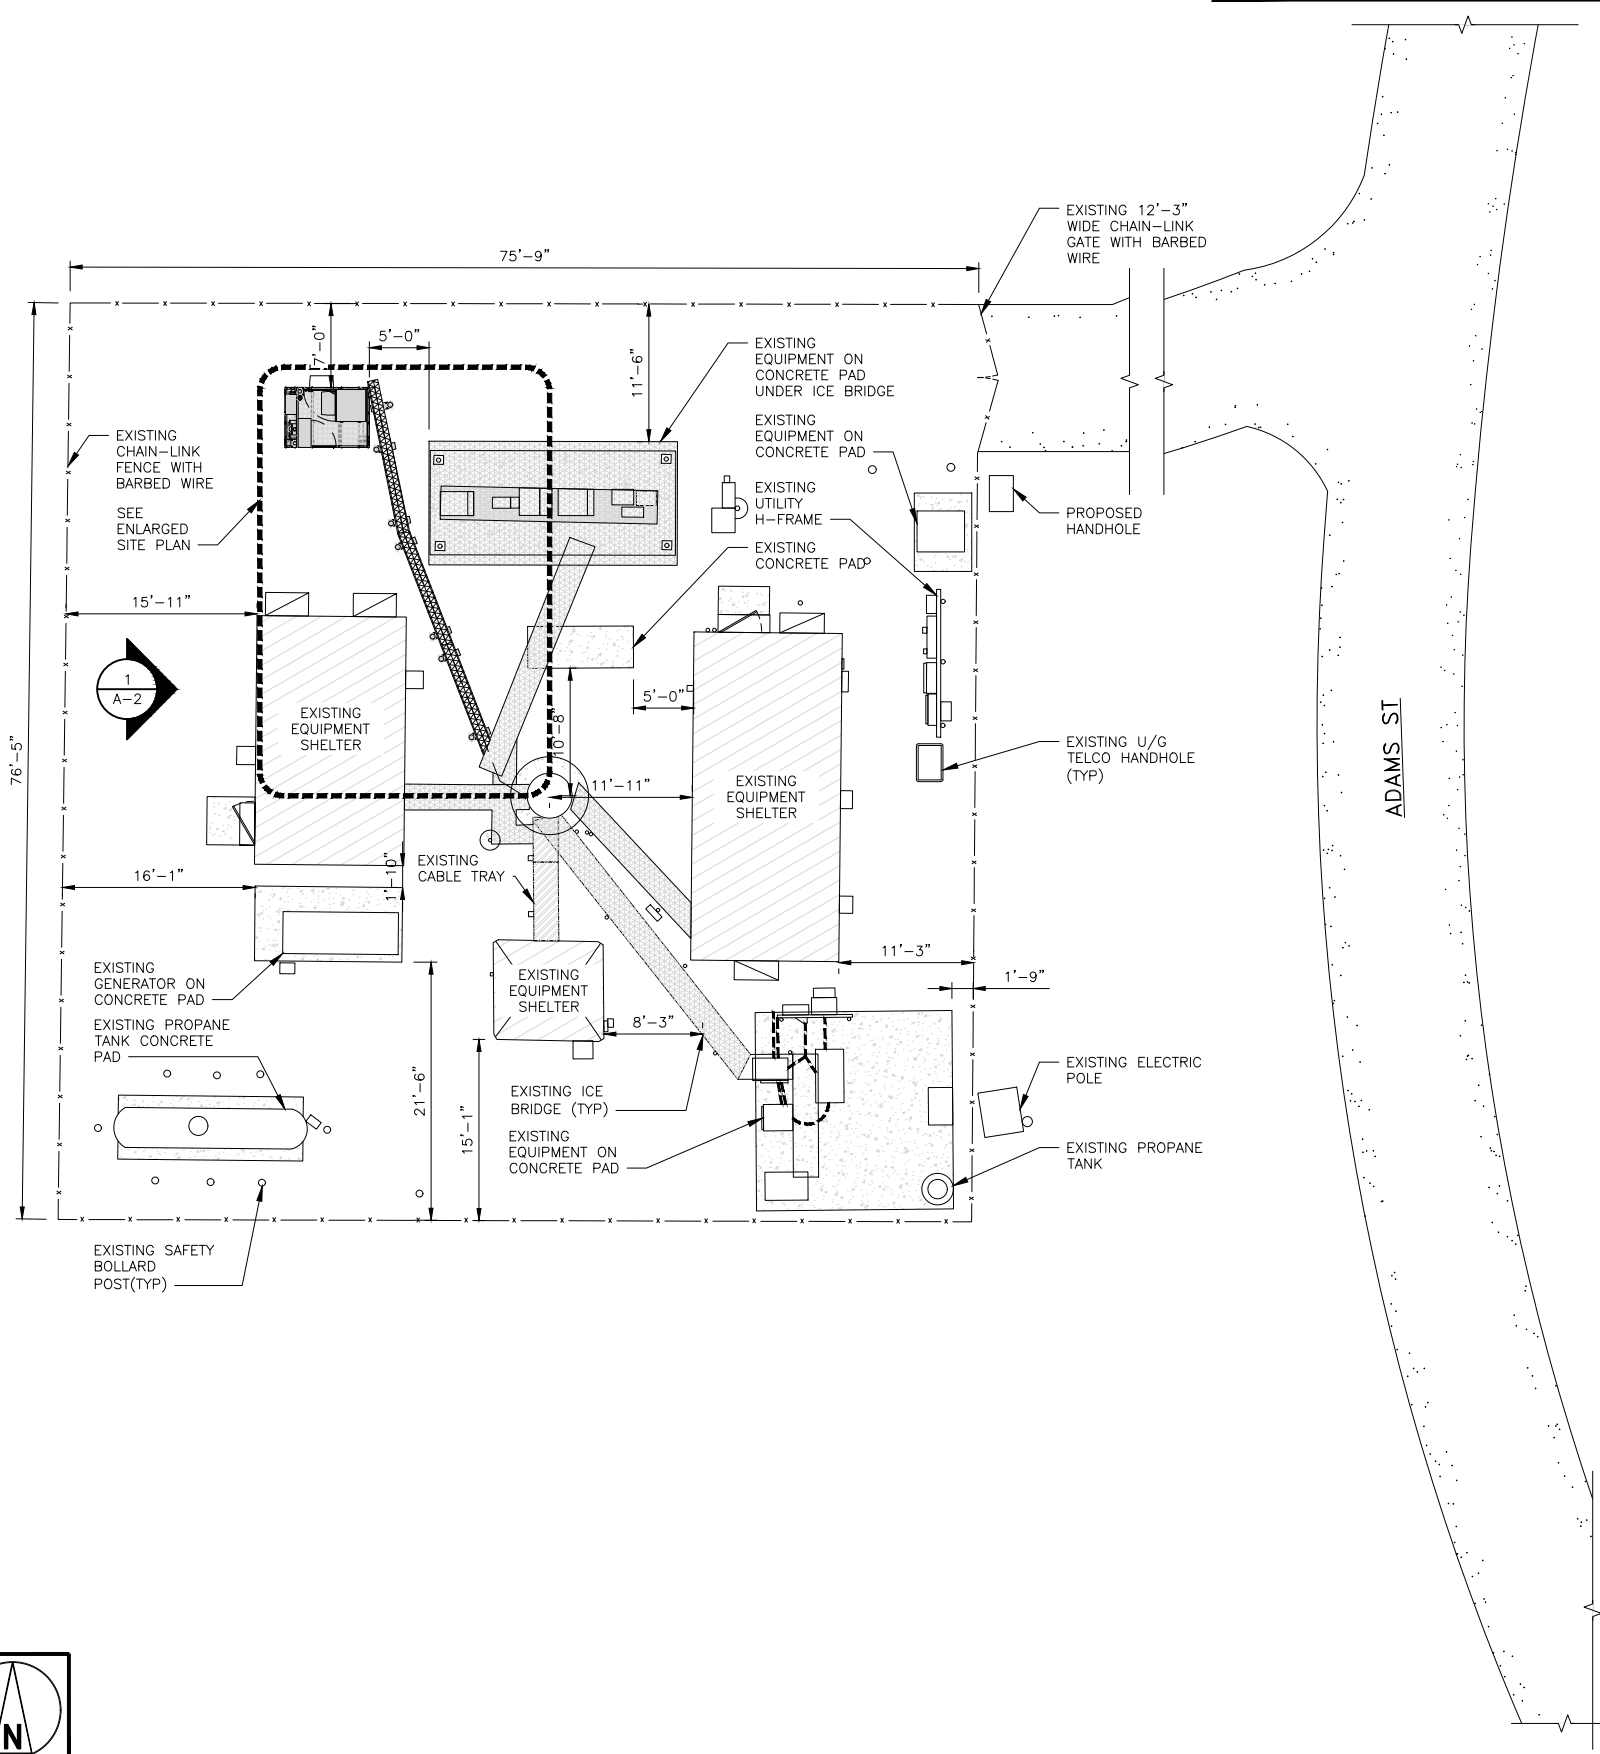 EXISTING 12'-3"
WIDE CHAIN-LINK
GATE WITH BARBED
WIRE
75'-9"
7'-0"
5'-0"
11'-6"
EXISTING
EQUIPMENT ON
CONCRETE PAD
UNDER ICE BRIDGE
EXISTING
EQUIPMENT ON
CONCRETE PAD
EXISTING
CHAIN-LINK
FENCE WITH
BARBED WIRE
SEE
ENLARGED
SITE PLAN
EXISTING
UTILITY
H-FRAME
PROPOSED
HANDHOLE
EXISTING
CONCRETE PAD
15'-11"
1
A-2
EXISTING
EQUIPMENT
SHELTER
5'-0"
10'-8"
11'-11"
EXISTING
EQUIPMENT
SHELTER
EXISTING U/G
TELCO HANDHOLE
(TYP)
ADAMS ST
76'-5"
16'-1"
1'-10"
EXISTING
CABLE TRAY
11'-3"
1'-9"
EXISTING
GENERATOR ON
CONCRETE PAD
EXISTING
EQUIPMENT
SHELTER
8'-3"
EXISTING PROPANE
TANK CONCRETE
PAD
21'-6"
15'-1"
EXISTING ICE
BRIDGE (TYP)
EXISTING
EQUIPMENT ON
CONCRETE PAD
EXISTING ELECTRIC
POLE
EXISTING PROPANE
TANK
EXISTING SAFETY
BOLLARD
POST(TYP)
N